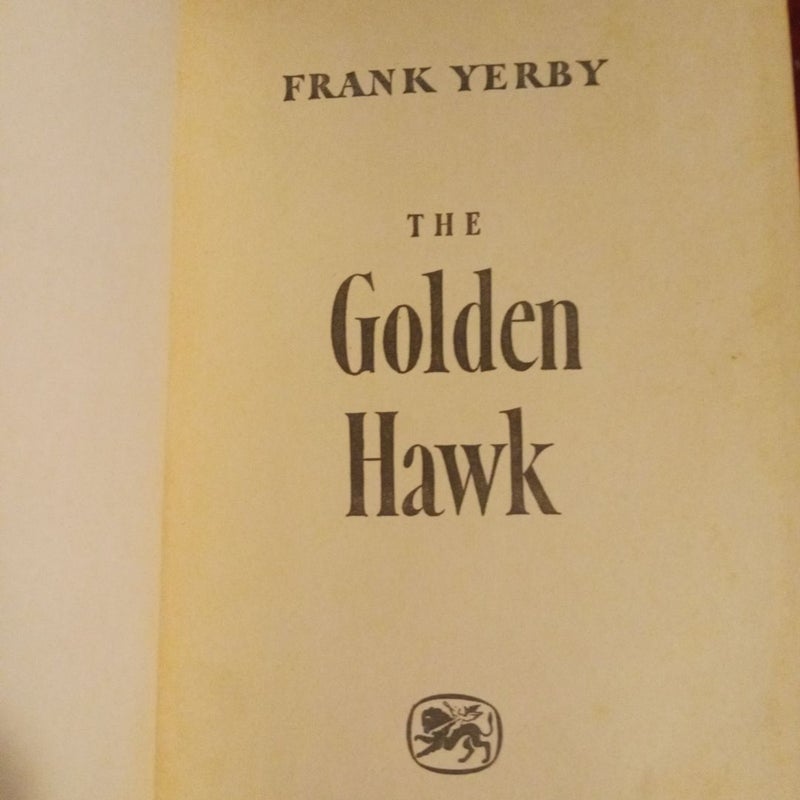 FRANK YERBY
THE
Golden
Hawk